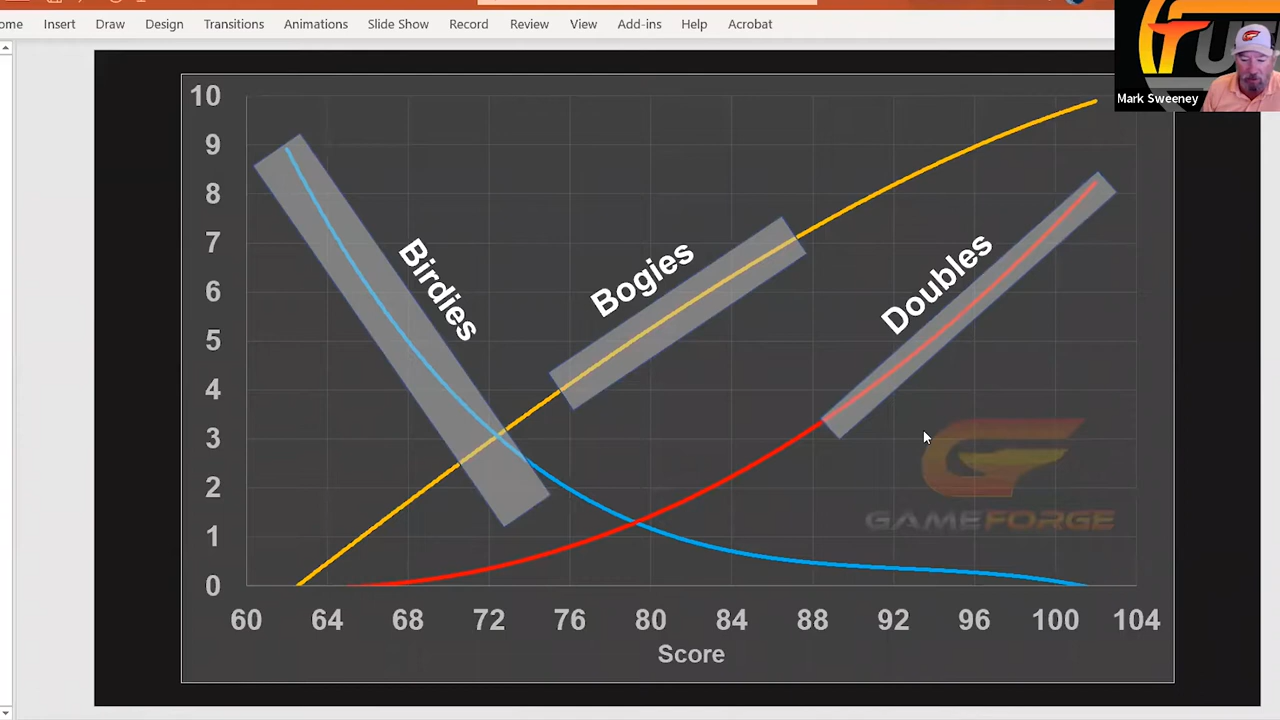 ome Insert Draw Design Transitions Animations Slide Show Record Review View Add-ins Help Acrobat
Mark Sweeney
10
9
8
7
6
5
4
3
2
1
0
Birdies
Bogies
Doubles
GAMEFORGE
60 64 68 72 76 80 84 88 92 96 100 104
Score